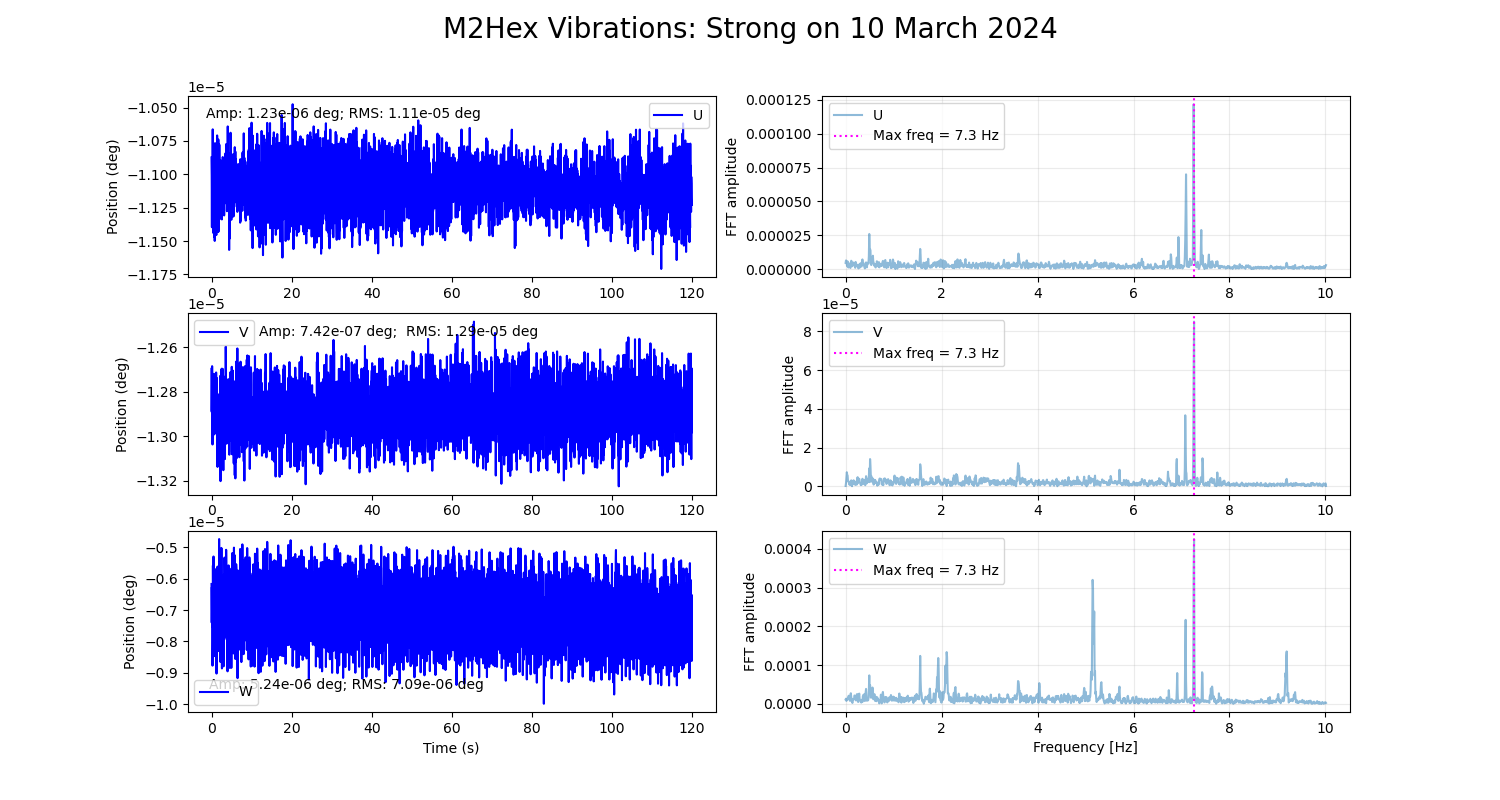 M2Hex Vibrations: Strong on 10 March 2024
1e−5
Amp: 1.23e-06 deg; RMS: 1.11e-05 deg
U
−1.050
−1.075
−1.100
−1.125
−1.150
−1.175
Position (deg)
0 20 40 60 80 100 120
U
Max freq = 7.3 Hz
0.000125
0.000100
0.000075
0.000050
0.000025
0.000000
FFT amplitude
0 2 4 6 8 10
1e−5
V
Amp: 7.42e-07 deg;  RMS: 1.29e-05 deg
−1.26
−1.28
−1.30
−1.32
Position (deg)
0 20 40 60 80 100 120
1e−5
V
Max freq = 7.3 Hz
8
6
4
2
0
FFT amplitude
0 2 4 6 8 10
1e−5
−0.5
−0.6
−0.7
−0.8
−0.9
−1.0
Position (deg)
Amp: 5.24e-06 deg; RMS: 7.09e-06 deg
W
0 20 40 60 80 100 120
Time (s)
W
Max freq = 7.3 Hz
0.0004
0.0003
0.0002
0.0001
0.0000
FFT amplitude
0 2 4 6 8 10
Frequency [Hz]